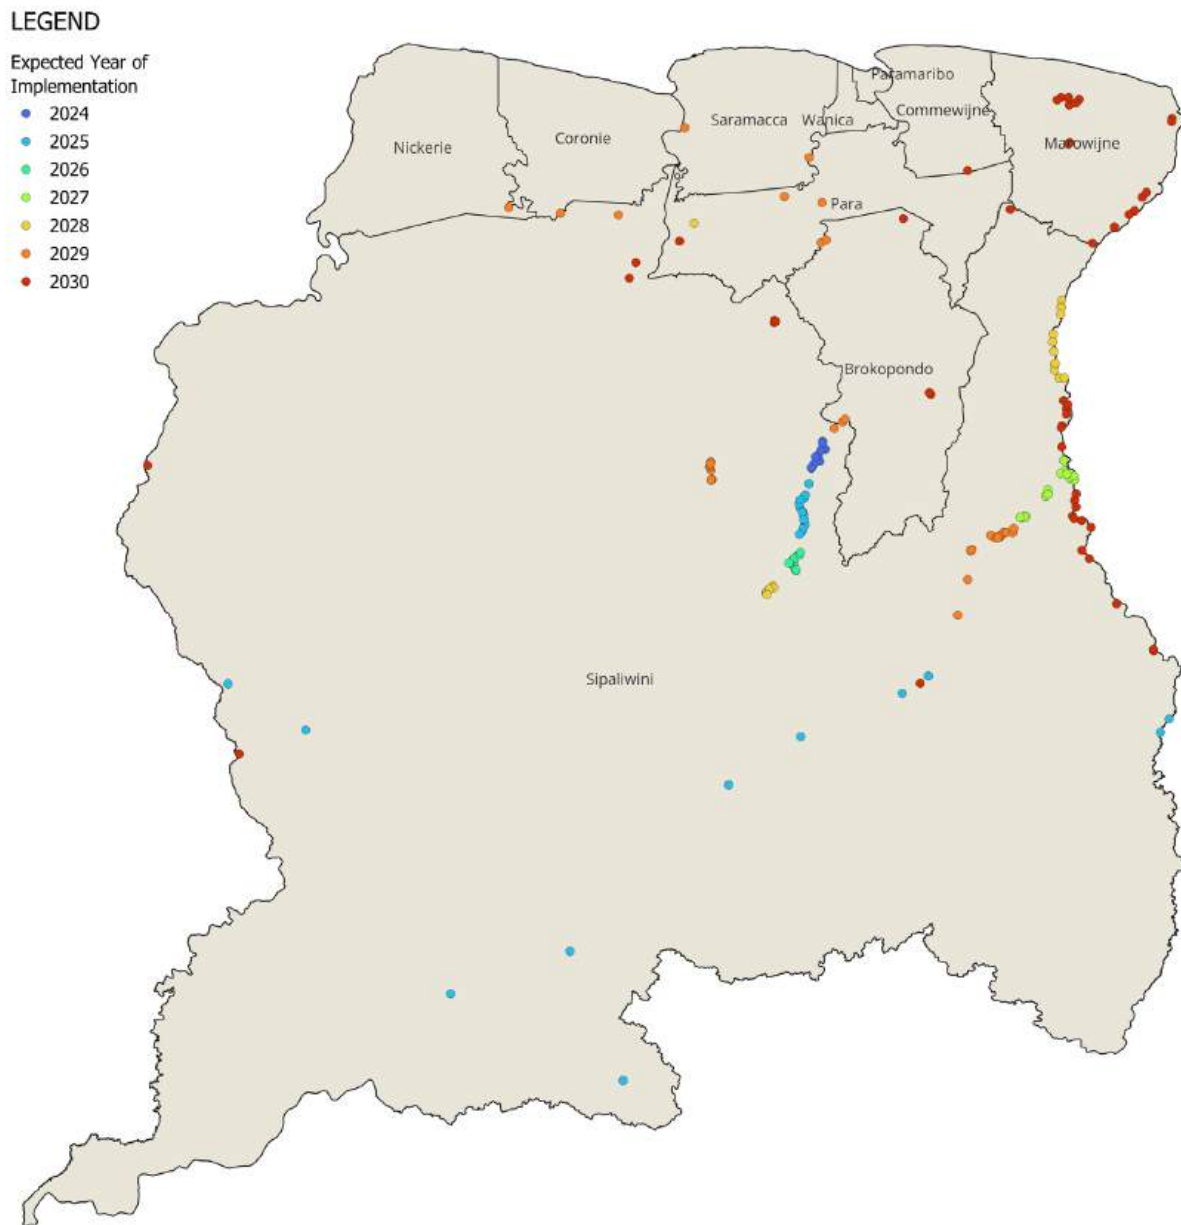 LEGEND
Expected Year of
Implementation
2024
2025
2026
2027
2028
2029
2030
Paramaribo
Commewijne
Saramacca
Wanica
Coronie
Marowijne
Nickerie
Para
Brokopondo
Sipaliwini